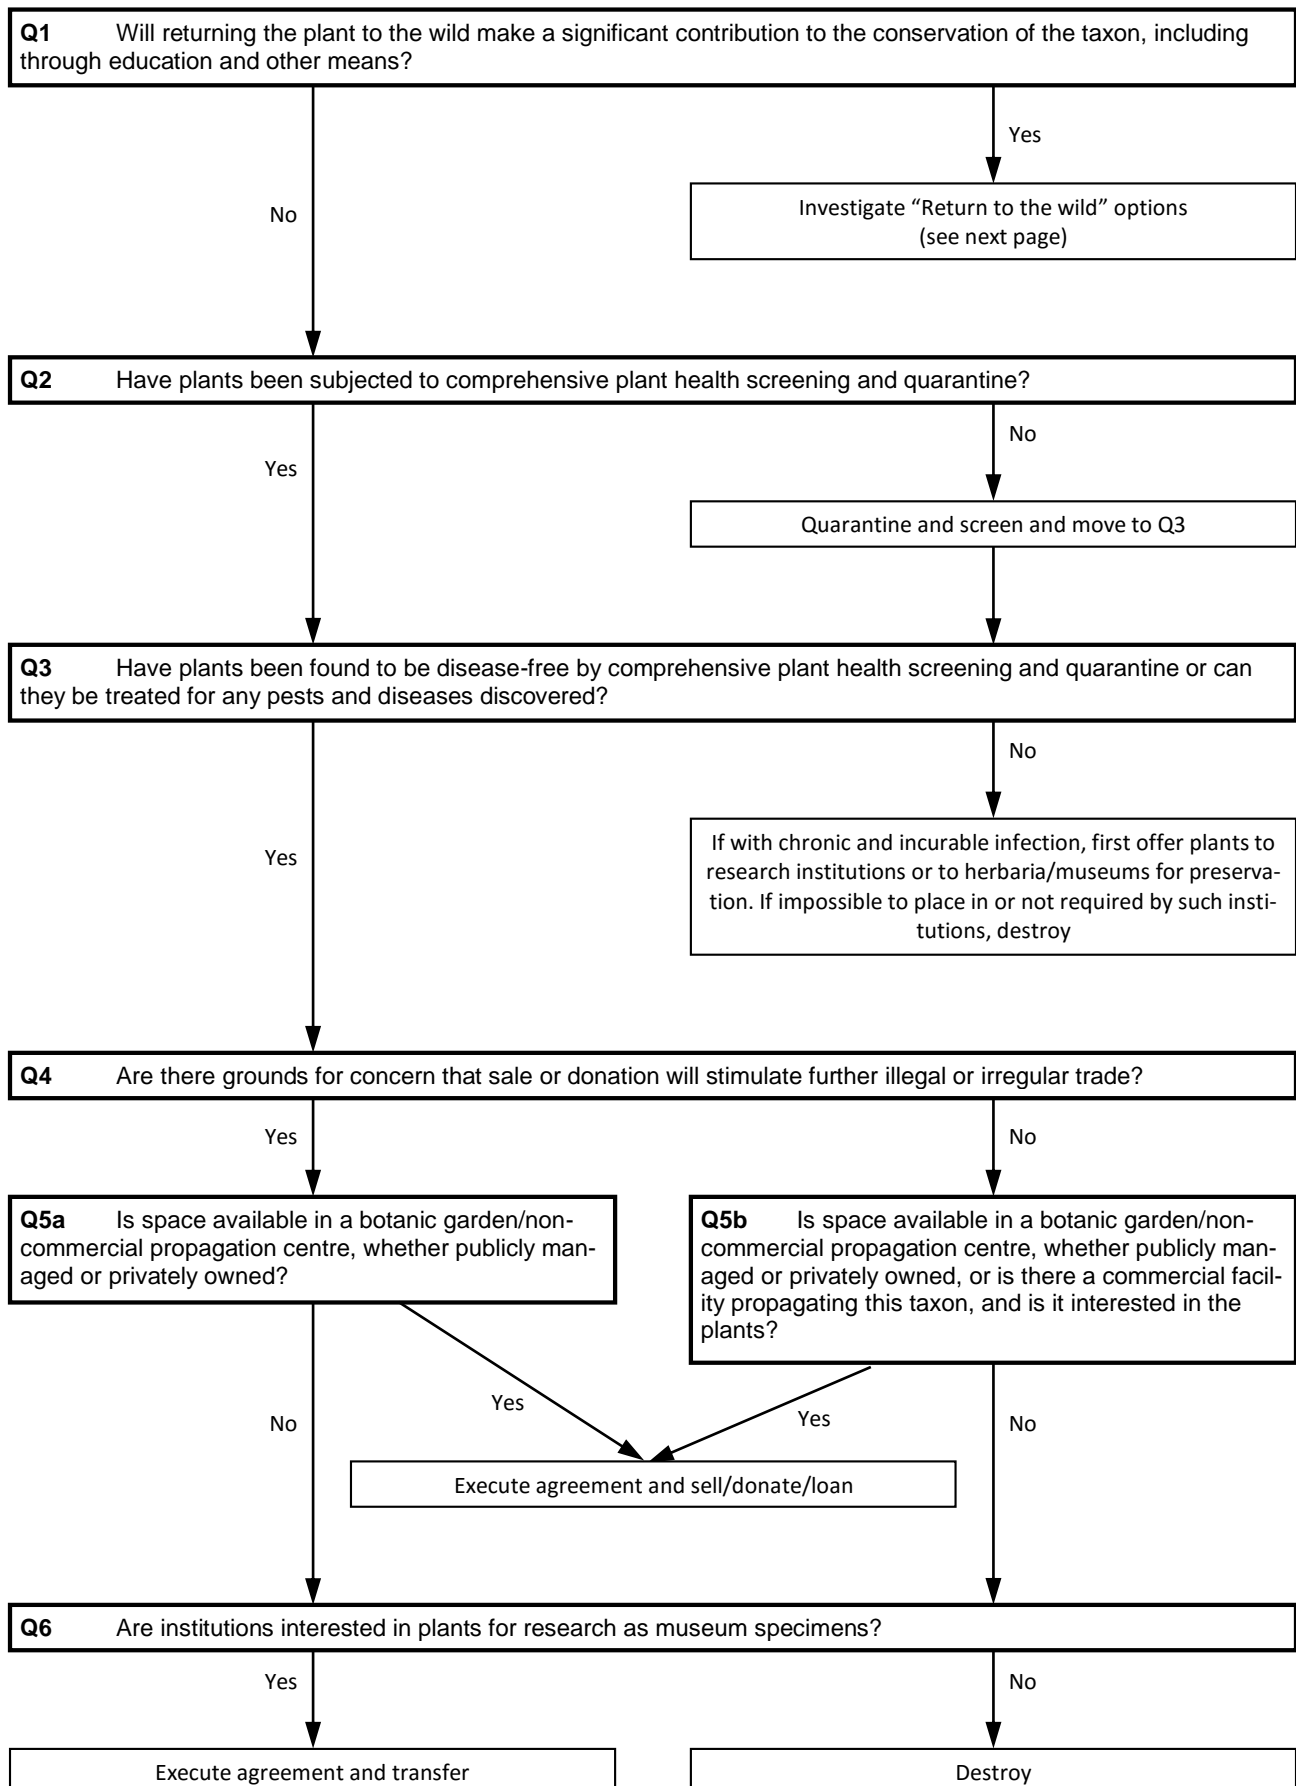 Q1 Will returning the plant to the wild make a significant contribution to the conservation of the taxon, including
through education and other means?
Yes
No
Investigate “Return to the wild” options
(see next page)
Q2 Have plants been subjected to comprehensive plant health screening and quarantine?
No
Yes
Quarantine and screen and move to Q3
Q3 Have plants been found to be disease-free by comprehensive plant health screening and quarantine or can
they be treated for any pests and diseases discovered?
No
Yes
If with chronic and incurable infection, first offer plants to
research institutions or to herbaria/museums for preserva-
tion. If impossible to place in or not required by such insti-
tutions, destroy
Q4 Are there grounds for concern that sale or donation will stimulate further illegal or irregular trade?
Yes
No
Q5a Is space available in a botanic garden/non-
commercial propagation centre, whether publicly man-
aged or privately owned?
Q5b Is space available in a botanic garden/non-
commercial propagation centre, whether publicly man-
aged or privately owned, or is there a commercial facil-
ity propagating this taxon, and is it interested in the
plants?
No
Yes
Yes
No
Execute agreement and sell/donate/loan
Q6 Are institutions interested in plants for research as museum specimens?
Yes
No
Execute agreement and transfer
Destroy